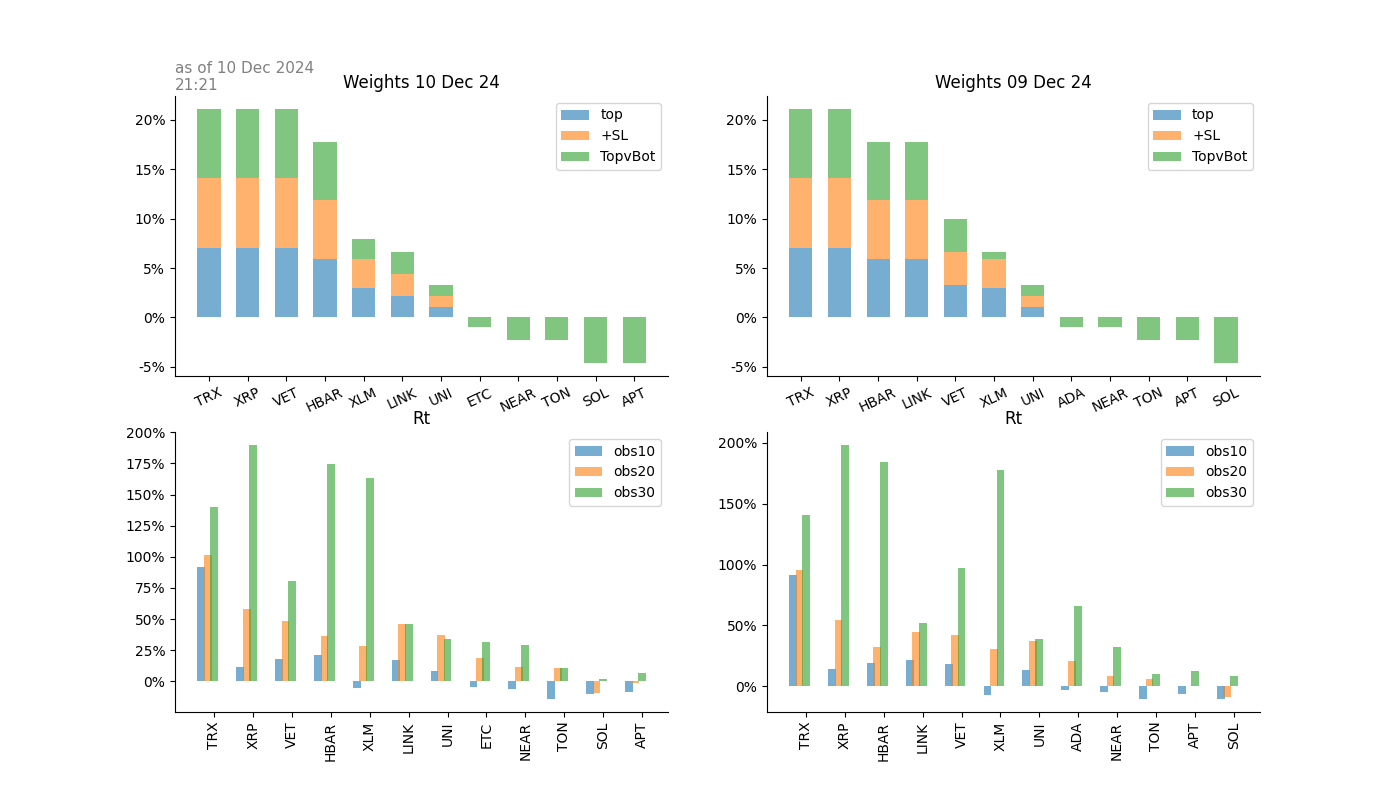 as of 10 Dec 2024
21:21
Weights 10 Dec 24
20%
15%
10%
5%
0%
-5%
top
+SL
TopvBot
TRX XRP VET HBAR XLM LINK UNI ETC NEAR TON SOL APT
Weights 09 Dec 24
20%
15%
10%
5%
0%
-5%
top
+SL
TopvBot
TRX XRP HBAR LINK VET XLM UNI ADA NEAR TON APT SOL
Rt
200%
175%
150%
125%
100%
75%
50%
25%
0%
obs10
obs20
obs30
TRX XRP VET HBAR XLM LINK UNI ETC NEAR TON SOL APT
Rt
200%
150%
100%
50%
0%
obs10
obs20
obs30
TRX XRP HBAR LINK VET XLM UNI ADA NEAR TON APT SOL